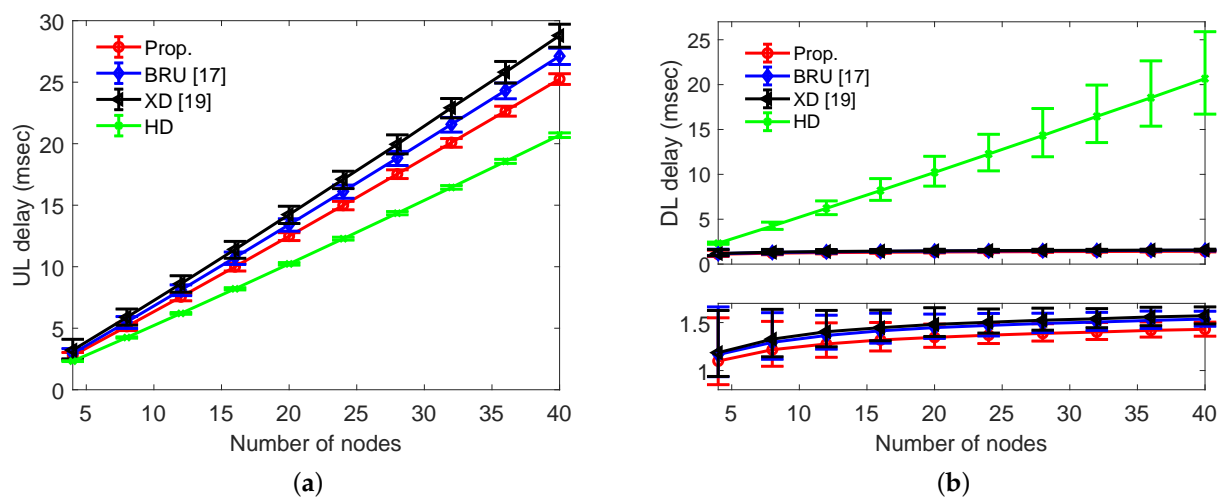 30
25
20
15
10
5
0
UL delay (msec)
Prop.
BRU [17]
XD [19]
HD
5 10 15 20 25 30 35 40
Number of nodes
(a)
25
20
15
10
5
0
DL delay (msec)
Prop.
BRU [17]
XD [19]
HD
1.5
1
5 10 15 20 25 30 35 40
Number of nodes
(b)